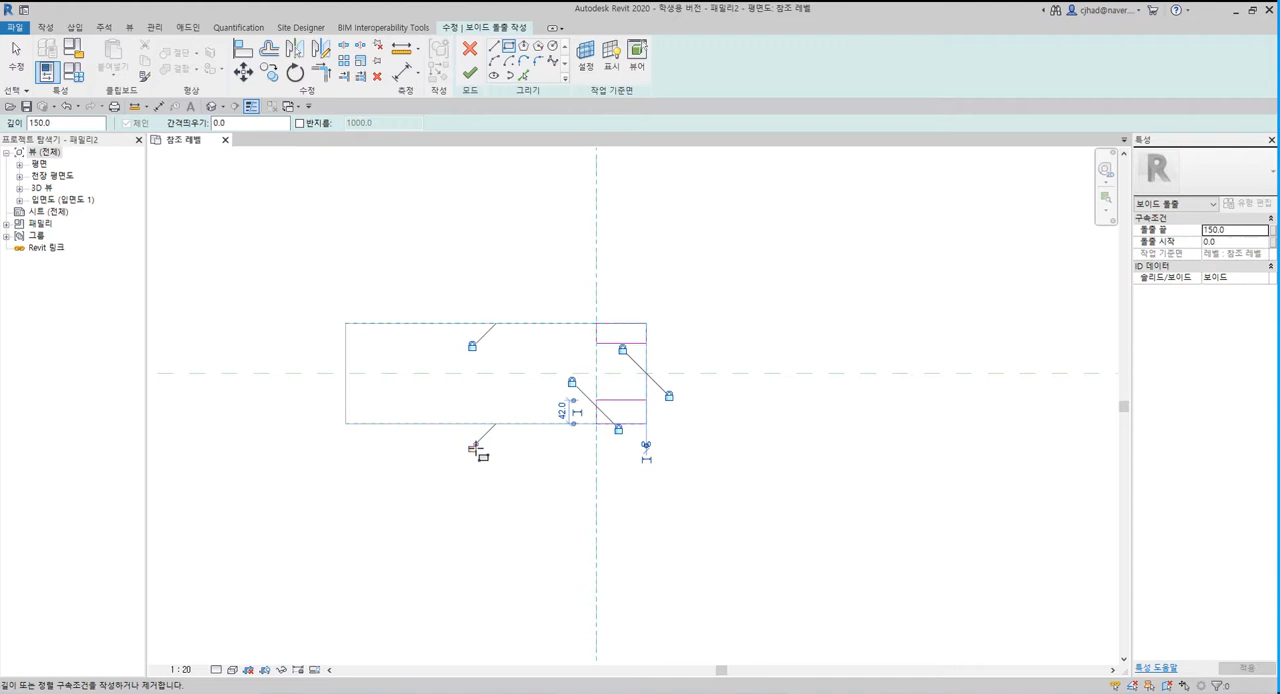 Autodesk Revit 2020 - 학생용 버전 - 패밀리2 - 평면도: 참조 레벨
cjhad@naver....
파일 작성 삽입 주석 뷰 관리 애드인 Quantification Site Designer BIM Interoperability Tools 수정 | 보이드 돌출 작성
수정 붙여넣기 절단 결합 설정 표시 뷰어
선택 특성 클립보드 형상 수정 측정 작성 모드 그리기 작업 기준면
깊이 150.0 체인 간격띄우기: 0.0 반지름: 1000.0
프로젝트 탐색기 - 패밀리2
뷰 (전체)
평면
천장 평면도
3D 뷰
입면도 (입면도 1)
시트 (전체)
패밀리
그룹
Revit 링크
참조 레벨
42.0
특성
보이드 돌출 유형 편집
구속조건
돌출 끝 150.0
돌출 시작 0.0
작업 기준면 레벨 : 참조 레벨
ID 데이터
솔리드/보이드 보이드
특성 도움말 적용
1 : 20
길이 또는 정렬 구속조건을 작성하거나 제거합니다.
:0